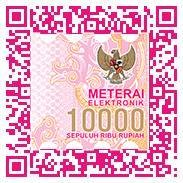 METERAI
ELEKTRONIK
10000
SEPULUH RIBU RUPIAH